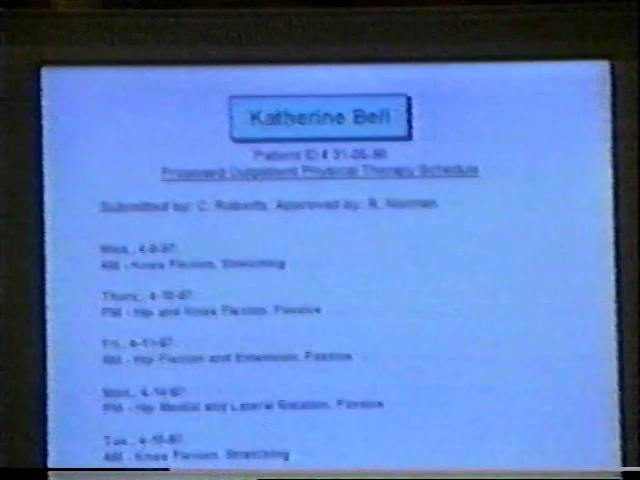 Katherine Bell
Patient ID # 31-05-
Proposed Outpatient Physical Therapy Schedule
Submitted by: C. Roberts Approved by: R. Norman
Wed., 4-9-97:
AM - Knee Flexion, Stretching
Thurs., 4-10-97:
PM - Hip and Knee Flexion, Passive
Fri., 4-11-97:
AM - Hip Flexion and Extension, Passive
Mon., 4-14-97:
PM - Hip Medial and Lateral Rotation, Passive
Tue., 4-15-97:
AM - Knee Flexion, Stretching